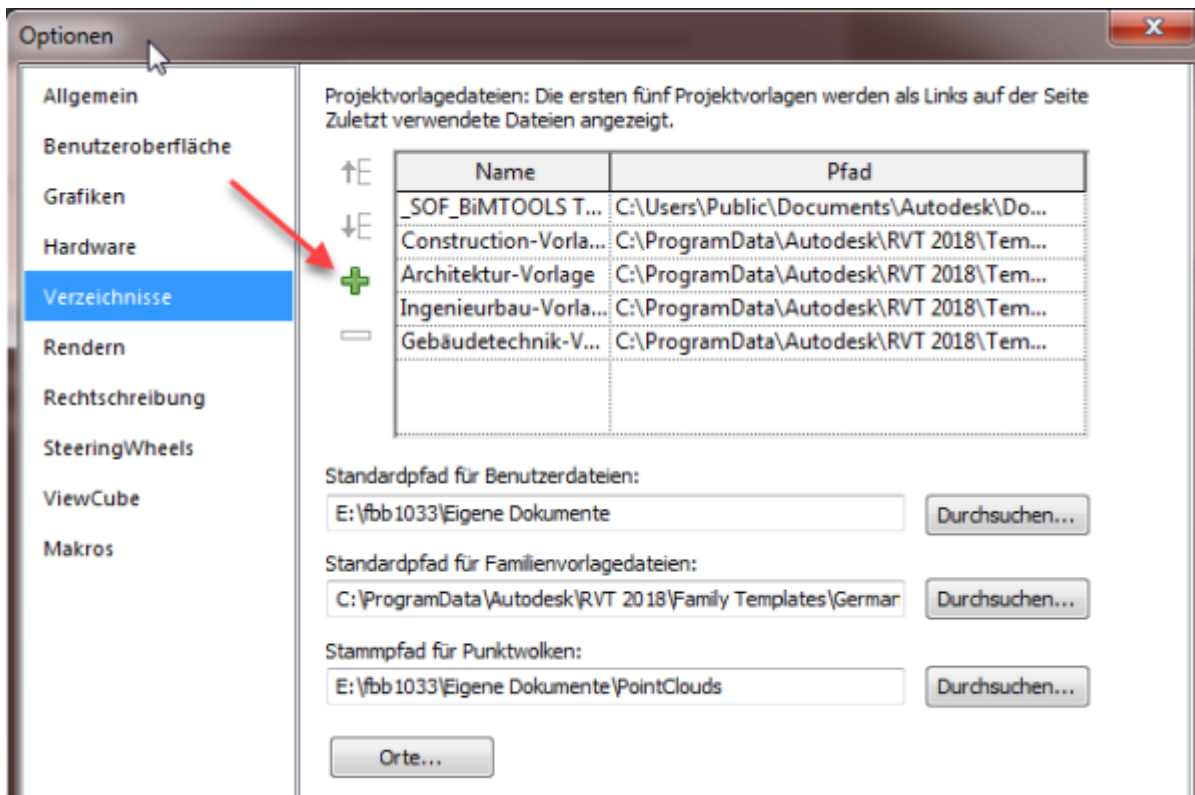 Optionen
Allgemein
Benutzeroberfläche
Grafiken
Hardware
Verzeichnisse
Rendern
Rechtschreibung
SteeringWheels
ViewCube
Makros
Projektvorlagedateien: Die ersten fünf Projektvorlagen werden als Links auf der Seite
Zuletzt verwendete Dateien angezeigt.
Name Pfad
_SOF_BiMTOOLS T... C:\Users\Public\Documents\Autodesk\Do...
Construction-Vorla... C:\ProgramData\Autodesk\RVT 2018\Tem...
Architektur-Vorlage C:\ProgramData\Autodesk\RVT 2018\Tem...
Ingenieurbau-Vorla... C:\ProgramData\Autodesk\RVT 2018\Tem...
Gebäudetechnik-V... C:\ProgramData\Autodesk\RVT 2018\Tem...
Standardpfad für Benutzerdateien:
E:\fbb1033\Eigene Dokumente Durchsuchen...
Standardpfad für Familienvorlagedateien:
C:\ProgramData\Autodesk\RVT 2018\Family Templates\German Durchsuchen...
Stammpfad für Punktwolken:
E:\fbb1033\Eigene Dokumente\PointClouds Durchsuchen...
Orte...